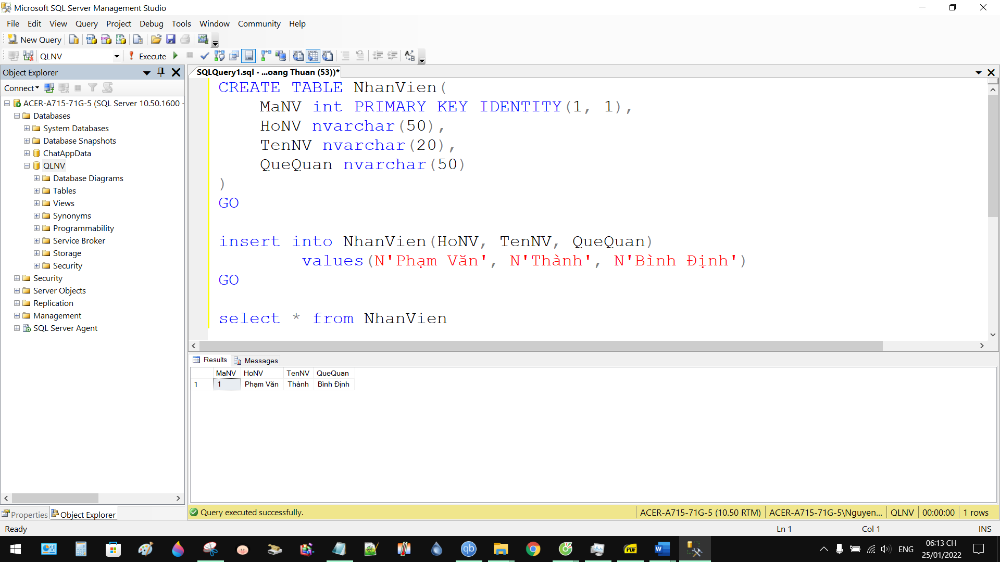 Microsoft SQL Server Management Studio
File Edit View Query Project Debug Tools Window Community Help
New Query
QLNV Execute
Object Explorer
Connect
ACER-A715-71G-5 (SQL Server 10.50.1600 -
Databases
System Databases
Database Snapshots
ChatAppData
QLNV
Database Diagrams
Tables
Views
Synonyms
Programmability
Service Broker
Storage
Security
Security
Server Objects
Replication
Management
SQL Server Agent
Properties Object Explorer
SQLQuery1.sql - ...oang Thuan (53))*
CREATE TABLE NhanVien(
MaNV int PRIMARY KEY IDENTITY(1, 1),
HoNV nvarchar(50),
TenNV nvarchar(20),
QueQuan nvarchar(50)
)
GO
insert into NhanVien(HoNV, TenNV, QueQuan)
values(N'Phạm Văn', N'Thành', N'Bình Định')
GO
select * from NhanVien
Results Messages
MaNV HoNV TenNV QueQuan
1 1 Phạm Văn Thành Bình Định
Query executed successfully. ACER-A715-71G-5 (10.50 RTM) ACER-A715-71G-5\Nguyen... QLNV 00:00:00 1 rows
Ready Ln 1 Col 1 INS
qb PDF W ENG 06:13 CH
25/01/2022